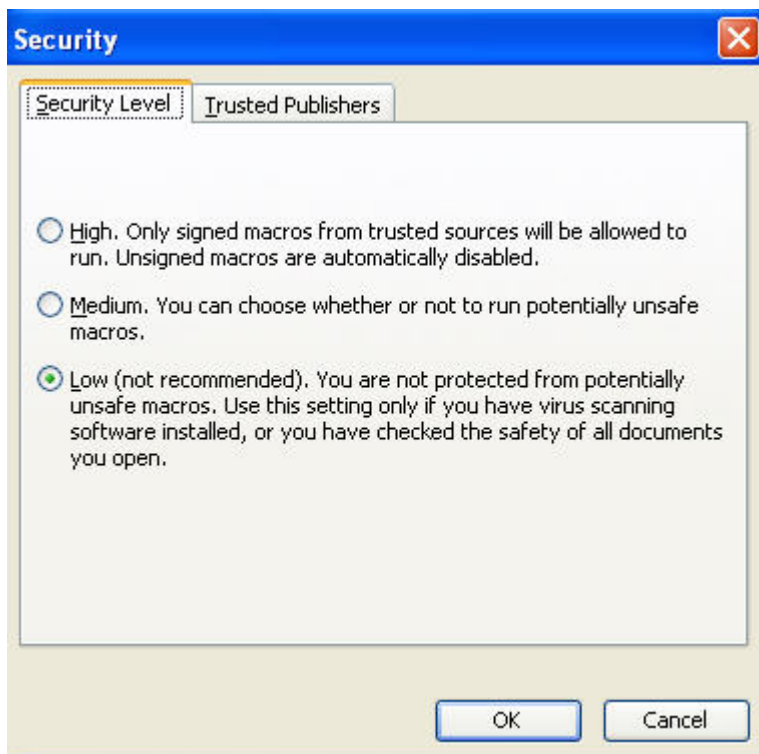 Security
Security Level
Trusted Publishers
High. Only signed macros from trusted sources will be allowed to
run. Unsigned macros are automatically disabled.
Medium. You can choose whether or not to run potentially unsafe
macros.
Low (not recommended). You are not protected from potentially
unsafe macros. Use this setting only if you have virus scanning
software installed, or you have checked the safety of all documents
you open.
OK
Cancel